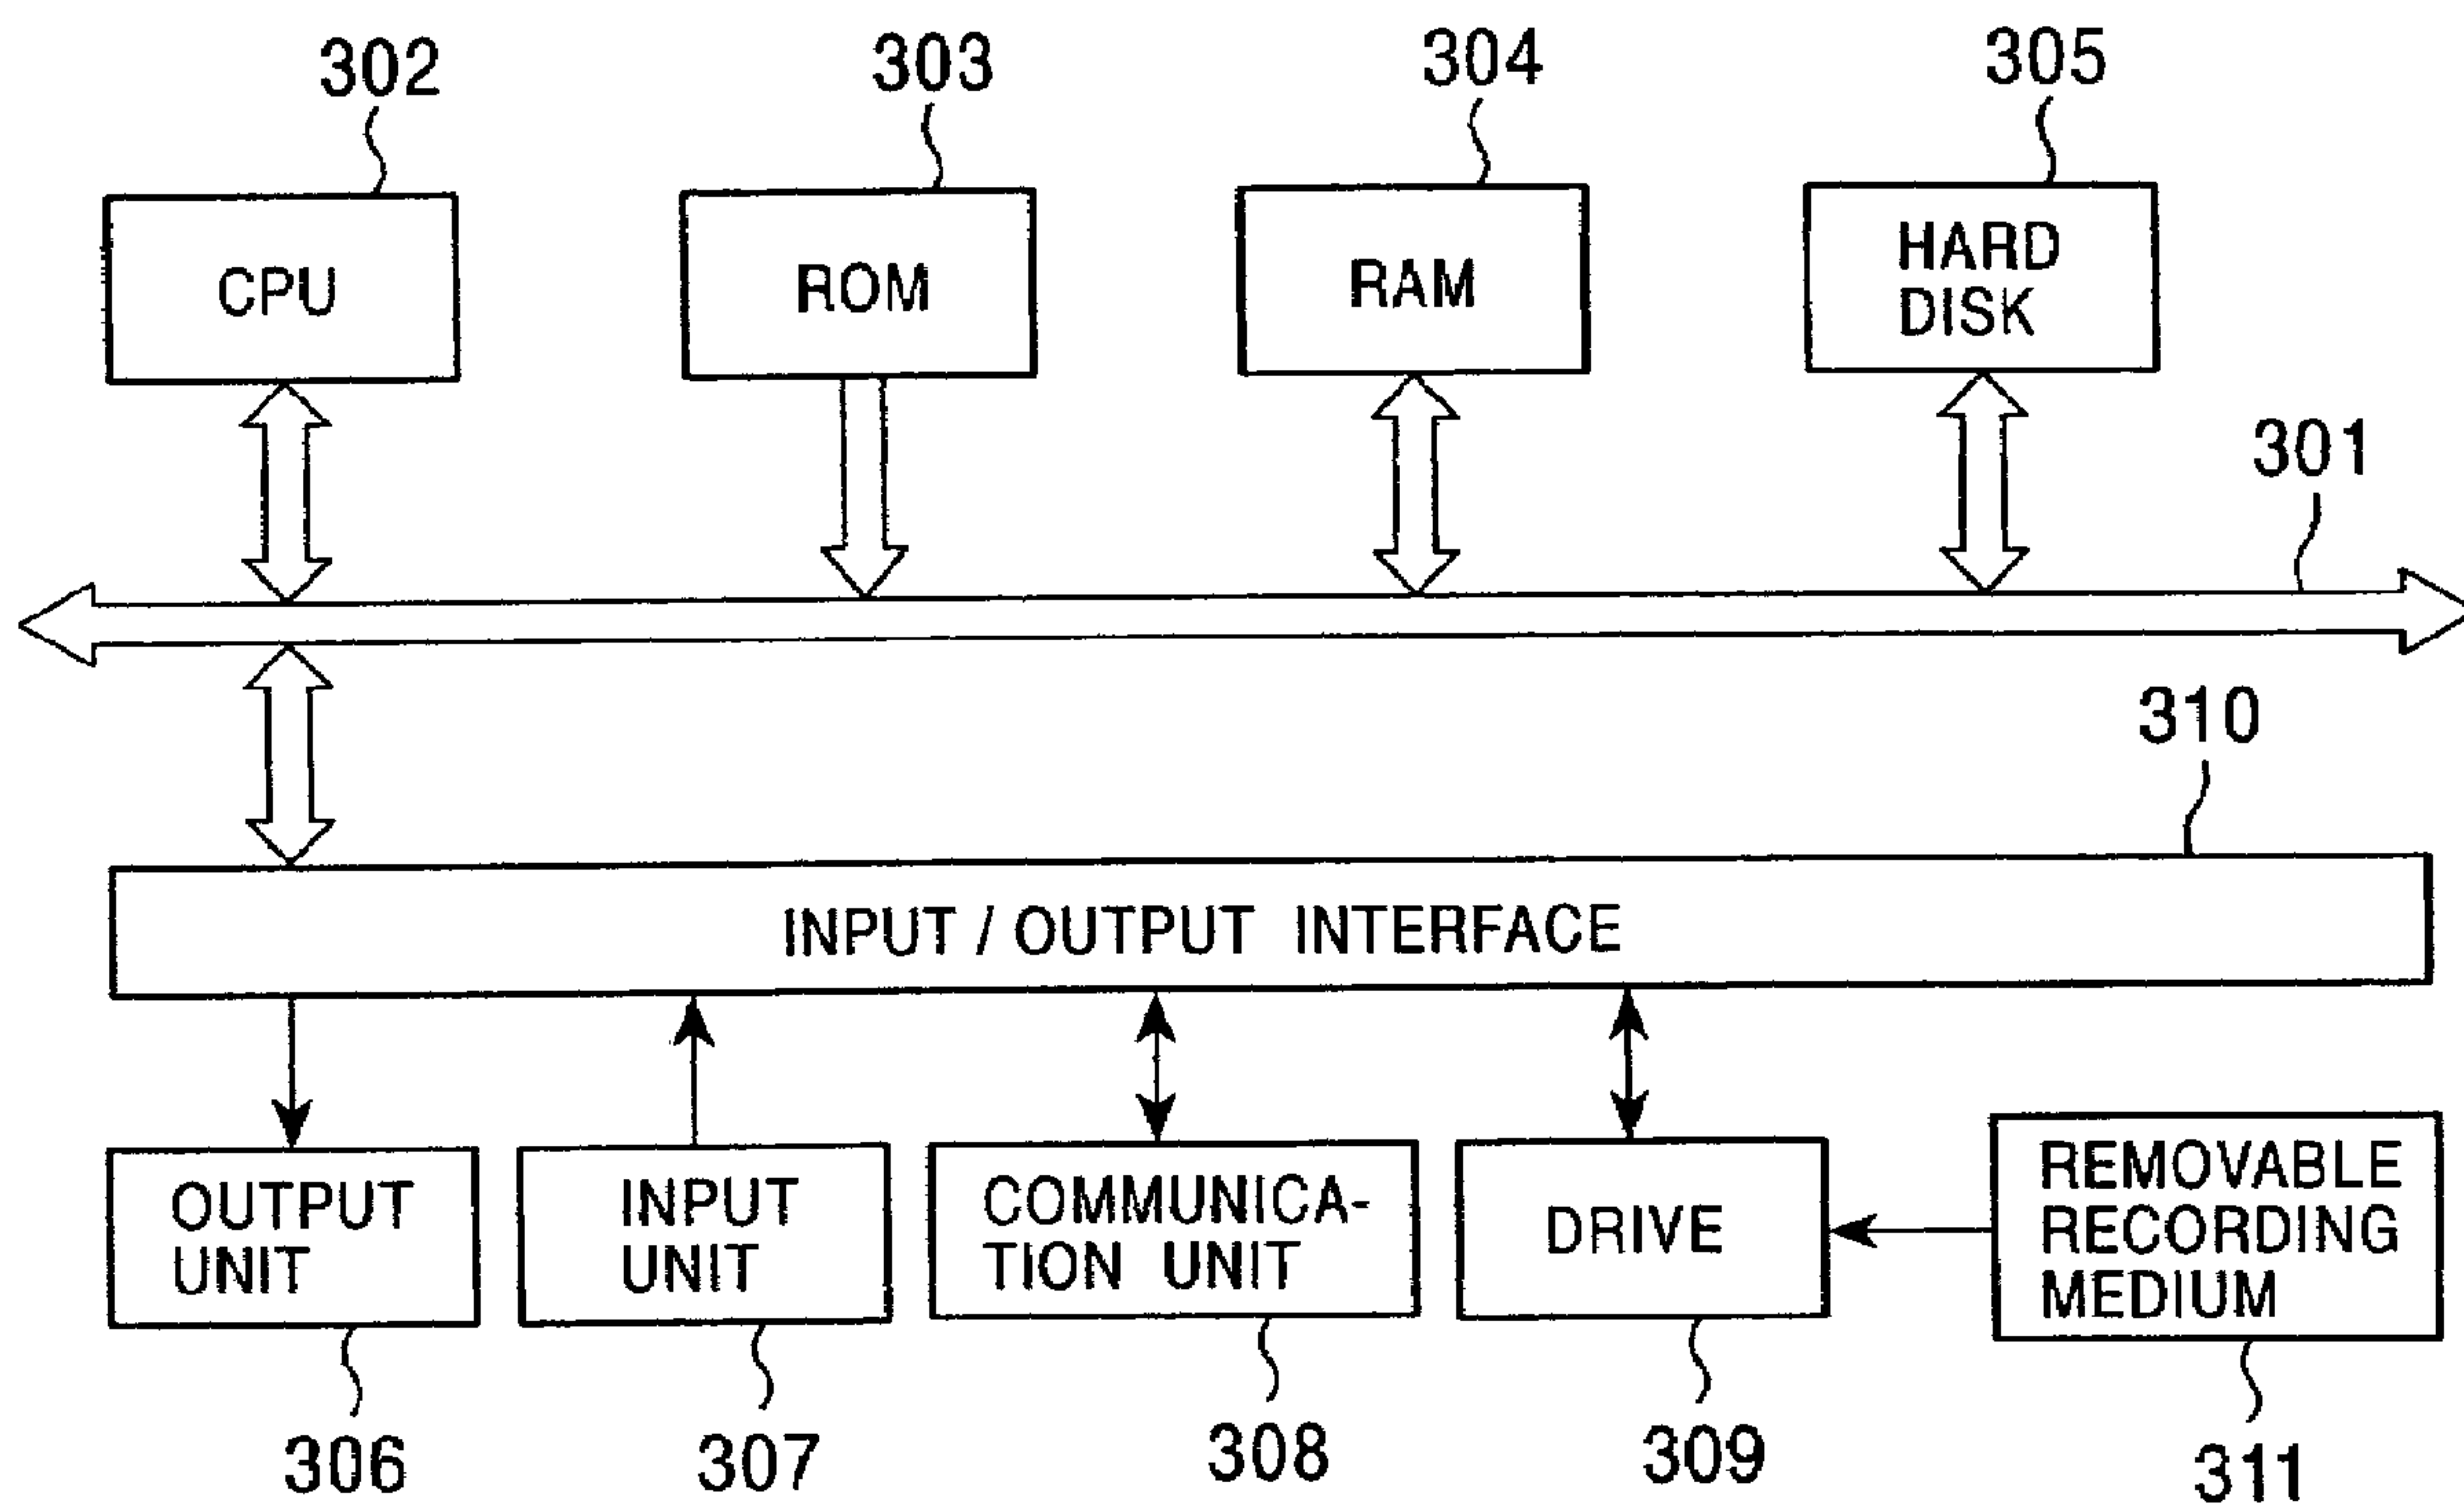 302
303
304
305
CPU
ROM
RAM
HARD
DISK
301
310
INPUT / OUTPUT INTERFACE
OUTPUT
UNIT
INPUT
UNIT
COMMUNICA-
TION UNIT
DRIVE
REMOVABLE
RECORDING
MEDIUM
306
307
308
309
311